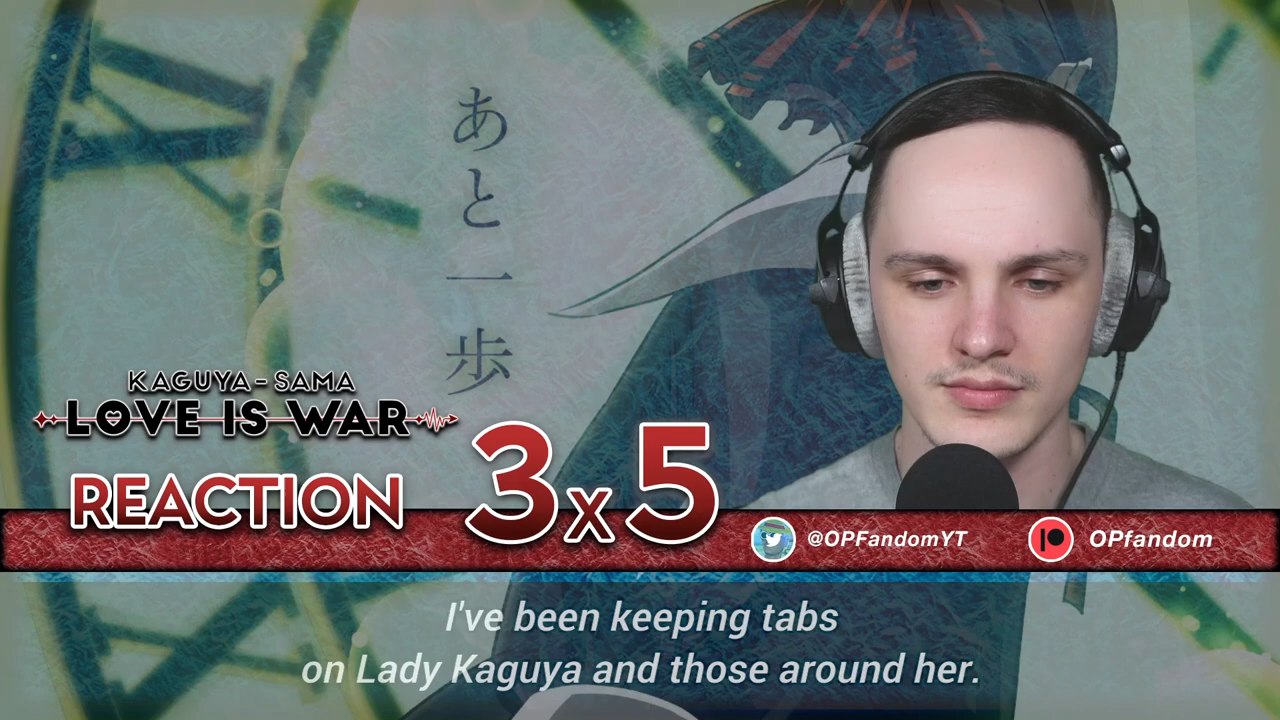 あと一歩
KAGUYA-SAMA
LOVE IS WAR
REACTION
3x5
@OPFandomYT
OPfandom
I've been keeping tabs
on Lady Kaguya and those around her.